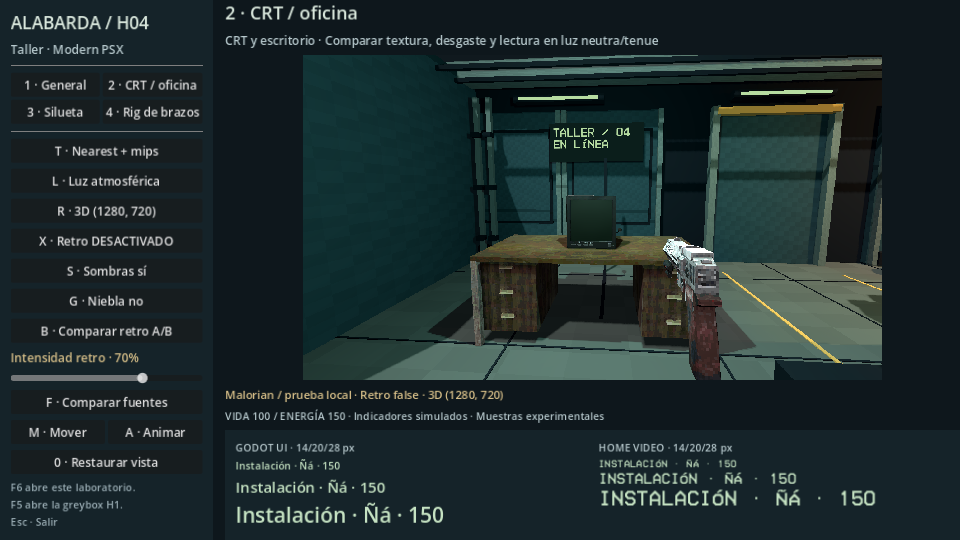 ALABARDA / H04
Taller · Modern PSX
1 · General
2 · CRT / oficina
3 · Silueta
4 · Rig de brazos
T · Nearest + mips
L · Luz atmosférica
R · 3D (1280, 720)
X · Retro DESACTIVADO
S · Sombras sí
G · Niebla no
B · Comparar retro A/B
Intensidad retro · 70%
F · Comparar fuentes
M · Mover
A · Animar
0 · Restaurar vista
F6 abre este laboratorio.
F5 abre la greybox H1.
Esc · Salir
2 · CRT / oficina
CRT y escritorio · Comparar textura, desgaste y lectura en luz neutra/tenue
TALLER / 04
EN LíNEA
Malorian / prueba local · Retro false · 3D (1280, 720)
VIDA 100 / ENERGÍA 150 · Indicadores simulados · Muestras experimentales
GODOT UI · 14/20/28 px
Instalación · Ñá · 150
Instalación · Ñá · 150
Instalación · Ñá · 150
HOME VIDEO · 14/20/28 px
INSTALACIóN · Ñá · 150
INSTALACIóN · Ñá · 150
INSTALACIóN · Ñá · 150